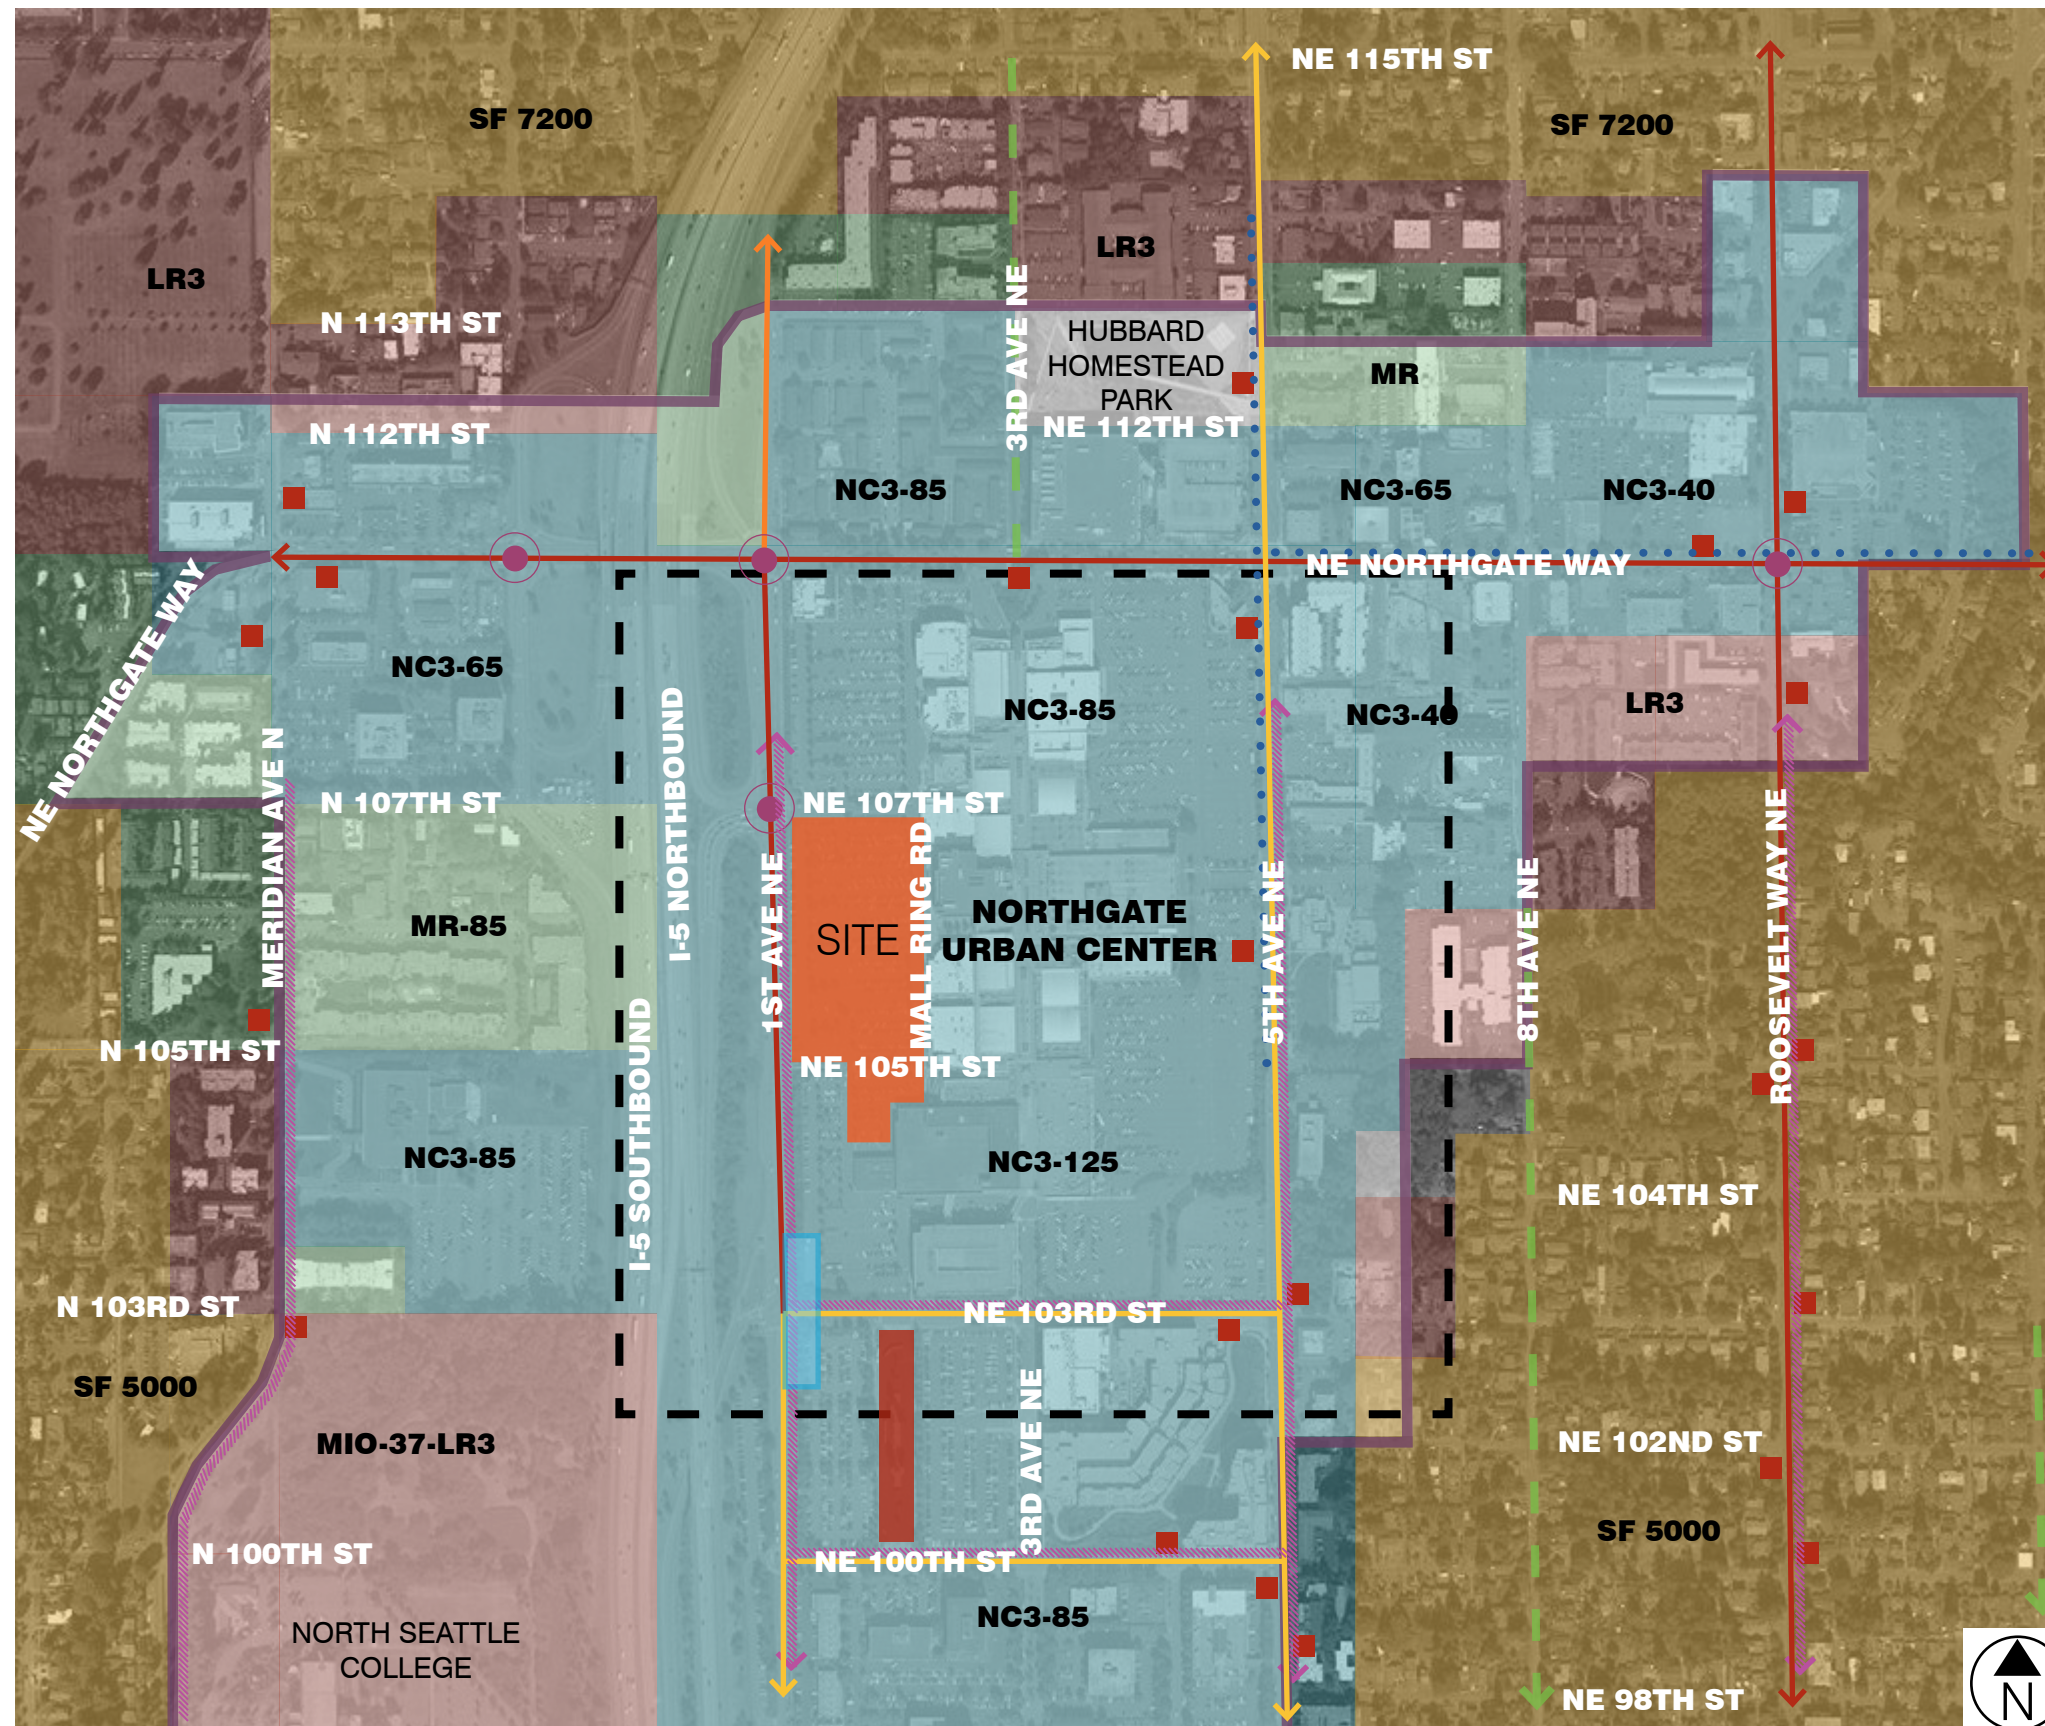 NE 115TH ST
SF 7200
SF 7200
LR3
LR3
N 113TH ST
3RD AVE NE
HUBBARD
HOMESTEAD
PARK
MR
N 112TH ST
NE 112TH ST
NC3-85
NC3-65
NC3-40
NE NORTHGATE WAY
NE NORTHGATE WAY
NC3-65
NC3-85
NC3-40
LR3
I-5 NORTHBOUND
MERIDIAN AVE N
N 107TH ST
NE 107TH ST
MR-85
1ST AVE NE
SITE
MALL RING RD
NORTHGATE
URBAN CENTER
5TH AVE NE
8TH AVE NE
ROOSEVELT WAY NE
N 105TH ST
NE 105TH ST
I-5 SOUTHBOUND
NC3-85
NC3-125
NE 104TH ST
N 103RD ST
NE 103RD ST
SF 5000
MIO-37-LR3
3RD AVE NE
NE 102ND ST
SF 5000
N 100TH ST
NE 100TH ST
NC3-85
NORTH SEATTLE
COLLEGE
NE 98TH ST
N